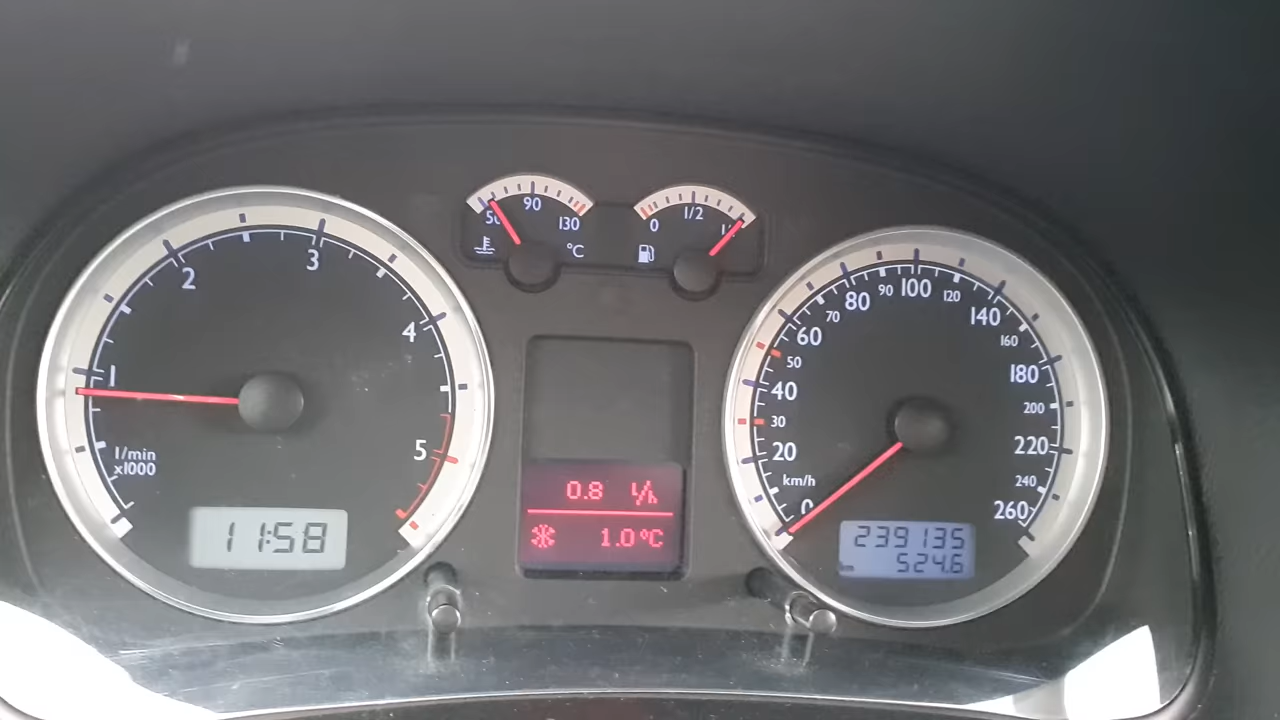 50 90 130
°C
0 1/2
1 2 3 4 5
1/min
x1000
11:58
0.8 l/h
1.0 °C
0 20 30 40 50 60 70 80 90 100 120 140 160 180 200 220 240 260
km/h
239135
km 524.6